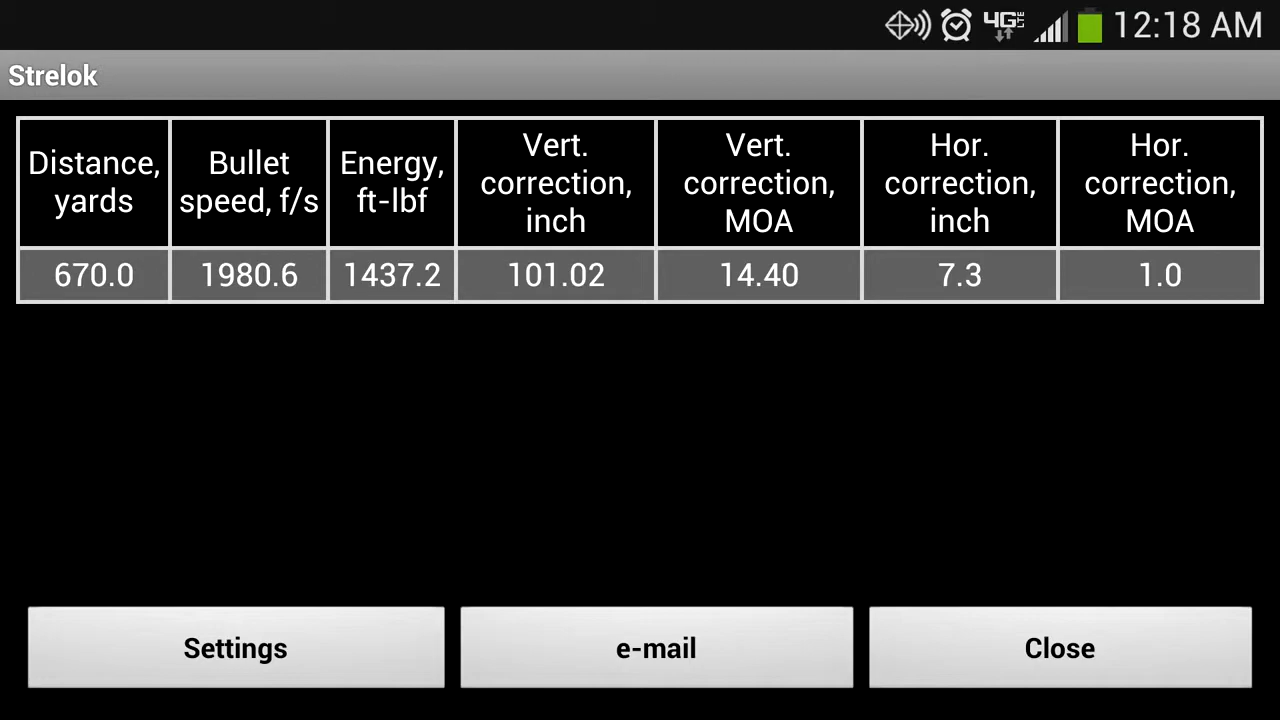 4G LTE 12:18 AM
Strelok
Distance, yards
Bullet speed, f/s
Energy, ft-lbf
Vert. correction, inch
Vert. correction, MOA
Hor. correction, inch
Hor. correction, MOA
670.0 1980.6 1437.2 101.02 14.40 7.3 1.0
Settings e-mail Close